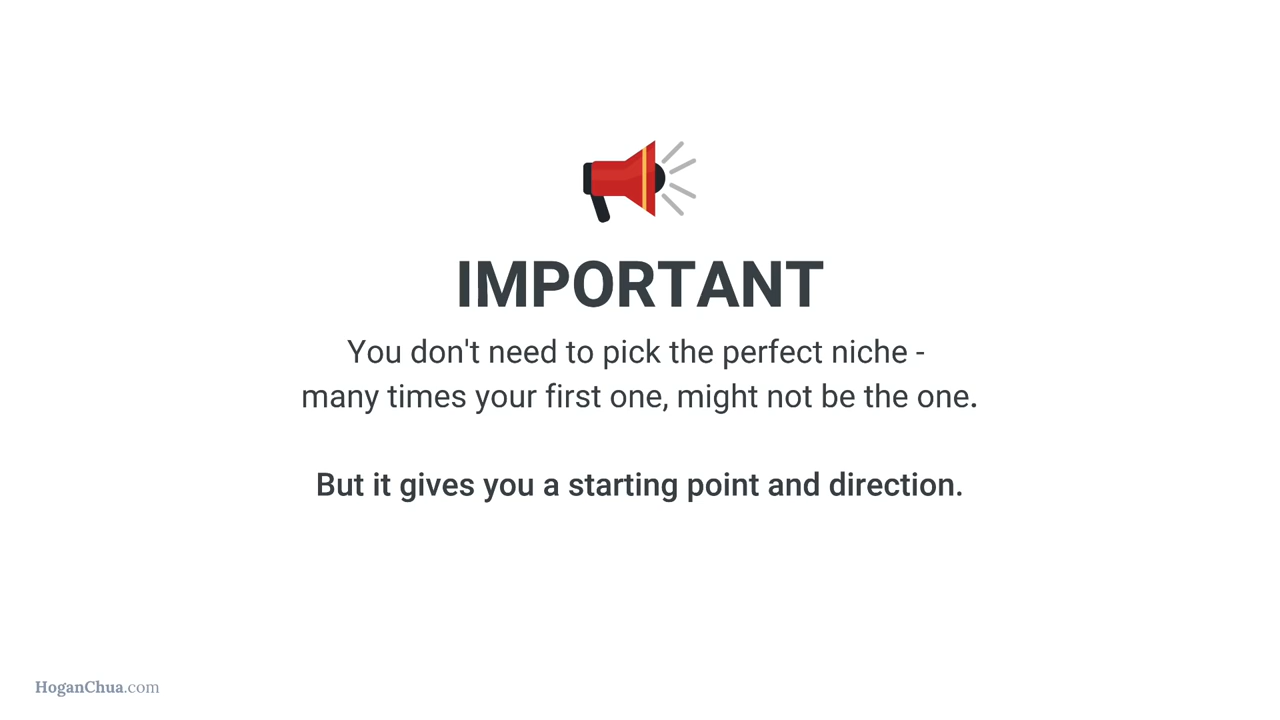 IMPORTANT
You don't need to pick the perfect niche -
many times your first one, might not be the one.
But it gives you a starting point and direction.
HoganChua.com